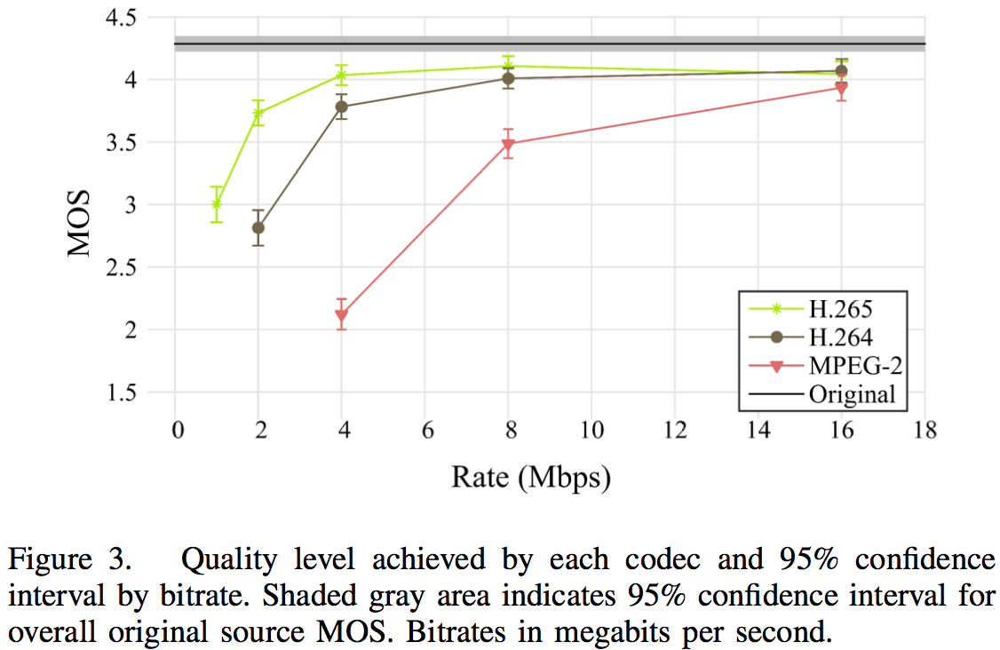 4.5
4
3.5
3
2.5
2
1.5
MOS
0 2 4 6 8 10 12 14 16 18
Rate (Mbps)
H.265
H.264
MPEG-2
Original
Figure 3. Quality level achieved by each codec and 95% confidence
interval by bitrate. Shaded gray area indicates 95% confidence interval for
overall original source MOS. Bitrates in megabits per second.